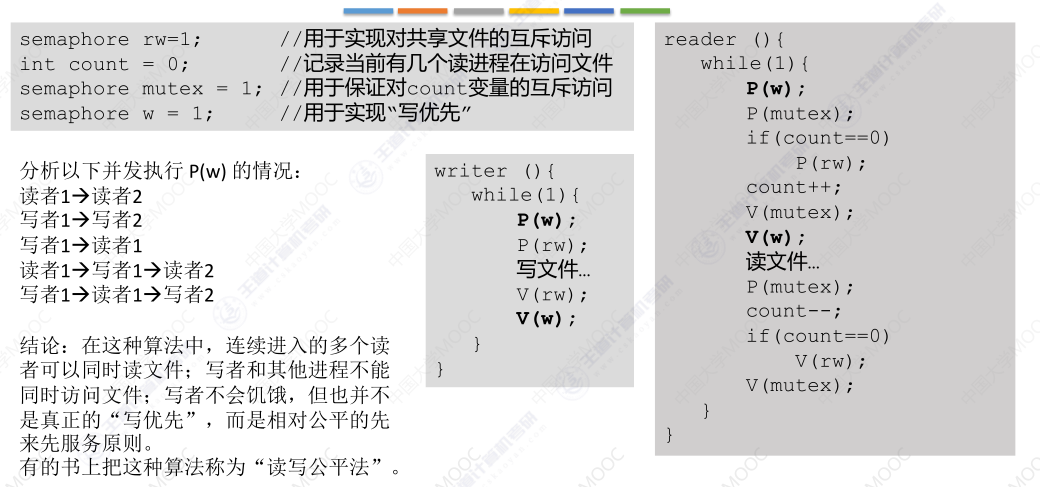 semaphore rw=1; //用于实现对共享文件的互斥访问
int count = 0; //记录当前有几个读进程在访问文件
semaphore mutex = 1; //用于保证对count变量的互斥访问
semaphore w = 1; //用于实现“写优先”
分析以下并发执行 P(w) 的情况：
读者1→读者2
写者1→写者2
写者1→读者1
读者1→写者1→读者2
写者1→读者1→写者2
结论：在这种算法中，连续进入的多个读
者可以同时读文件；写者和其他进程不能
同时访问文件；写者不会饥饿，但也并不
是真正的“写优先”，而是相对公平的先
来先服务原则。
有的书上把这种算法称为“读写公平法”。
writer (){
while(1){
P(w);
P(rw);
写文件…
V(rw);
V(w);
}
}
reader (){
while(1){
P(w);
P(mutex);
if(count==0)
P(rw);
count++;
V(mutex);
V(w);
读文件…
P(mutex);
count--;
if(count==0)
V(rw);
V(mutex);
}
}